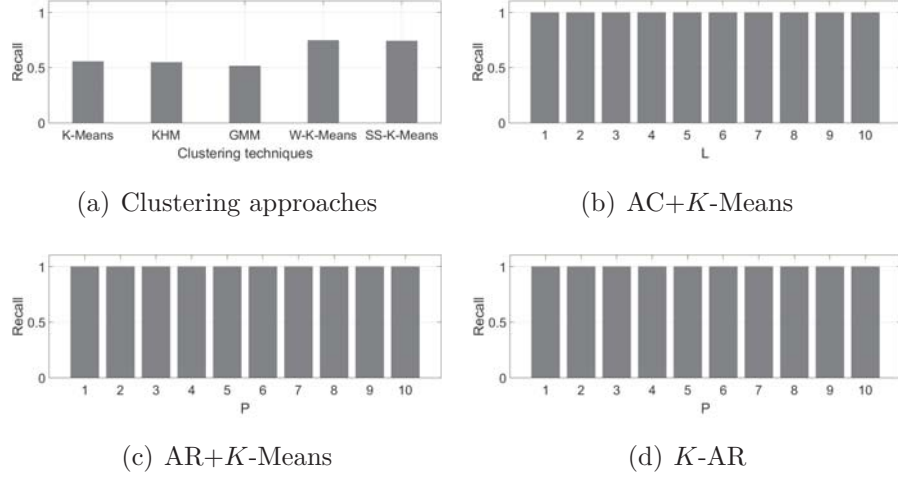 1
0.5
0
Recall
K-Means KHM GMM W-K-Means SS-K-Means
Clustering techniques
(a) Clustering approaches
1
0.5
0
Recall
1 2 3 4 5 6 7 8 9 10
L
(b) AC+K-Means
1
0.5
0
Recall
1 2 3 4 5 6 7 8 9 10
P
(c) AR+K-Means
1
0.5
0
Recall
1 2 3 4 5 6 7 8 9 10
P
(d) K-AR